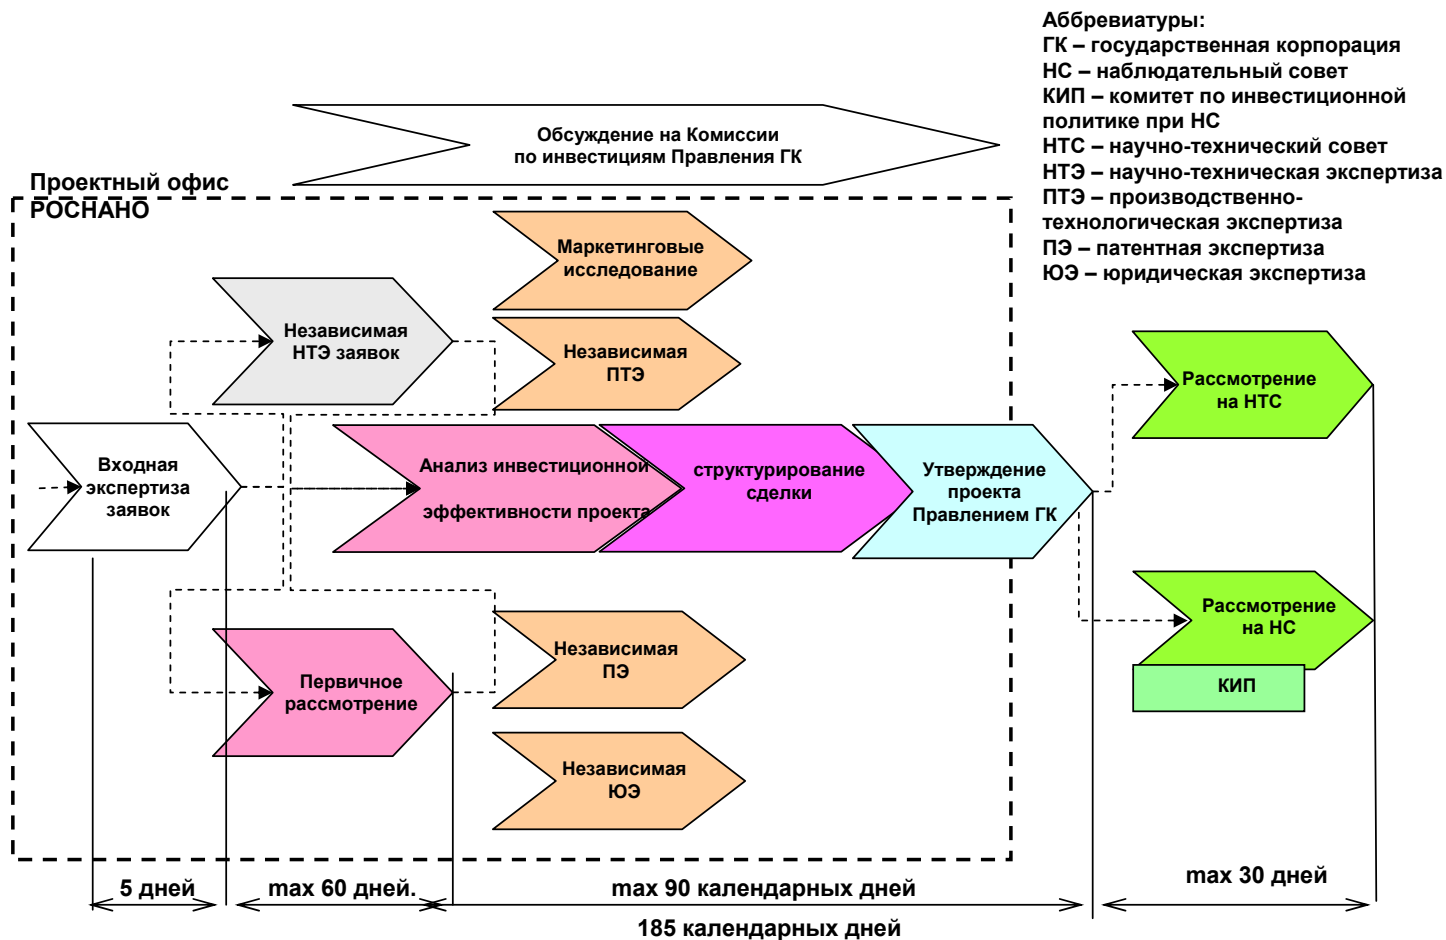 Аббревиатуры:
ГК – государственная корпорация
НС – наблюдательный совет
КИП – комитет по инвестиционной
политике при НС
НТС – научно-технический совет
НТЭ – научно-техническая экспертиза
ПТЭ – производственно-
технологическая экспертиза
ПЭ – патентная экспертиза
ЮЭ – юридическая экспертиза
Обсуждение на Комиссии
по инвестициям Правления ГК
Проектный офис
РОСНАНО
Маркетинговые
исследование
Независимая
НТЭ заявок
Независимая
ПТЭ
Рассмотрение
на НТС
Входная
экспертиза
заявок
Анализ инвестиционной
эффективности проекта
структурирование
сделки
Утверждение
проекта
Правлением ГК
Рассмотрение
на НС
КИП
Независимая
ПЭ
Первичное
рассмотрение
Независимая
ЮЭ
5 дней
max 60 дней.
max 90 календарных дней
max 30 дней
185 календарных дней